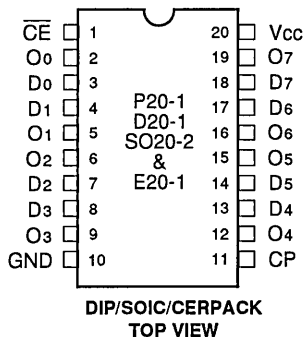 C̅E̅ 1 20 Vcc
O0 2 19 O7
D0 3 18 D7
D1 4 P20-1 17 D6
O1 5 D20-1 16 O6
O2 6 SO20-2 15 O5
&
D2 7 E20-1 14 D5
D3 8 13 D4
O3 9 12 O4
GND 10 11 CP
DIP/SOIC/CERPACK
TOP VIEW